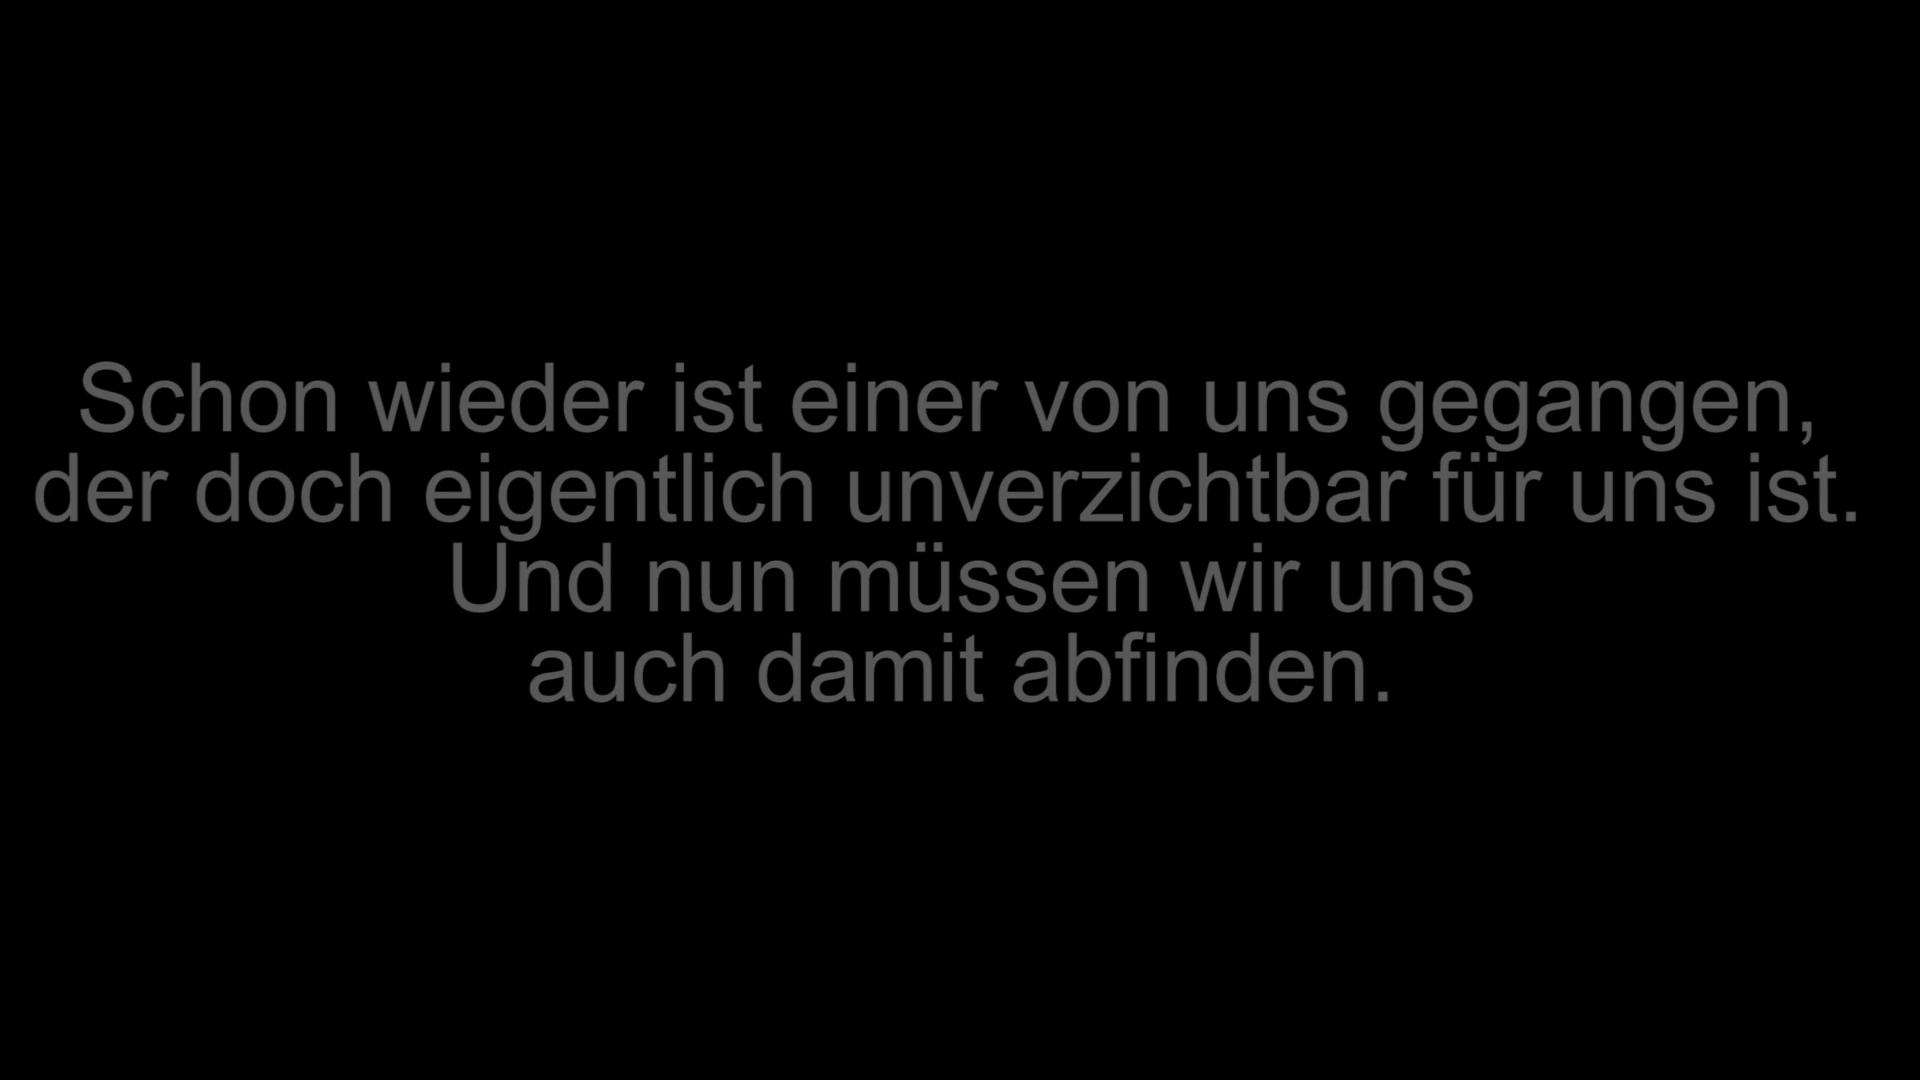 Schon wieder ist einer von uns gegangen,
der doch eigentlich unverzichtbar für uns ist.
Und nun müssen wir uns
auch damit abfinden.